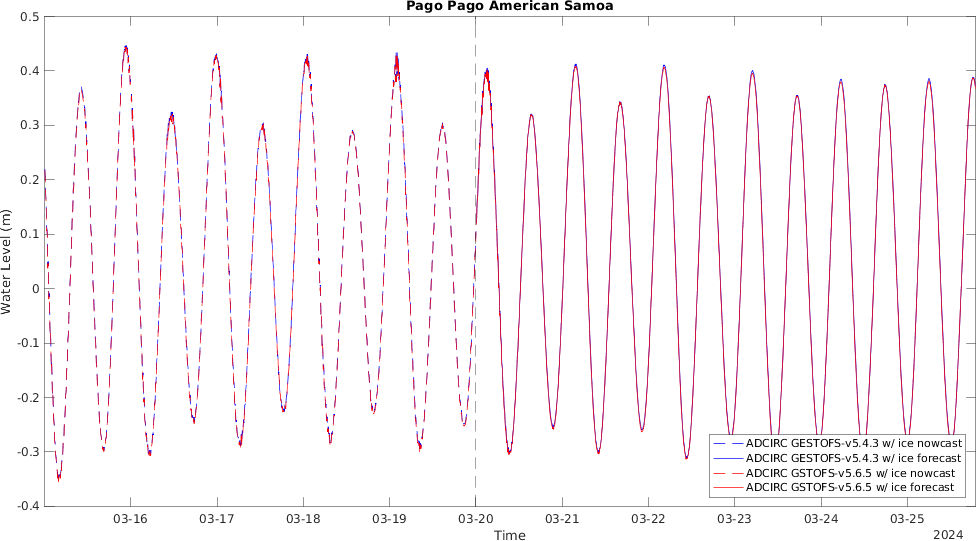 Pago Pago American Samoa
0.5
0.4
0.3
0.2
0.1
0
-0.1
-0.2
-0.3
-0.4
Water Level (m)
ADCIRC GESTOFS-v5.4.3 w/ ice nowcast
ADCIRC GESTOFS-v5.4.3 w/ ice forecast
ADCIRC GSTOFS-v5.6.5 w/ ice nowcast
ADCIRC GSTOFS-v5.6.5 w/ ice forecast
03-16 03-17 03-18 03-19 03-20 03-21 03-22 03-23 03-24 03-25
Time
2024